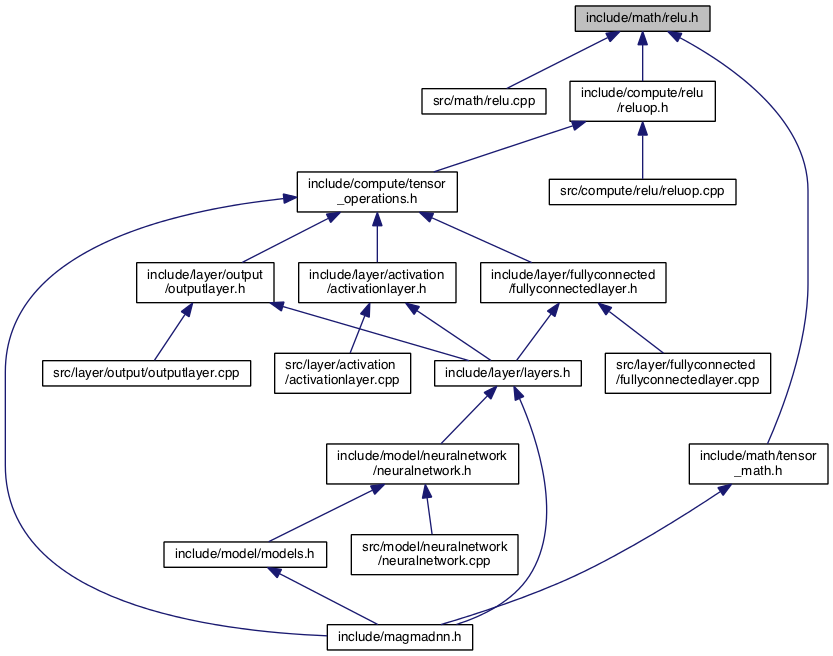 include/math/relu.h
src/math/relu.cpp
include/compute/relu
/reluop.h
include/compute/tensor
_operations.h
src/compute/relu/reluop.cpp
include/layer/output
/outputlayer.h
include/layer/activation
/activationlayer.h
include/layer/fullyconnected
/fullyconnectedlayer.h
src/layer/output/outputlayer.cpp
src/layer/activation
/activationlayer.cpp
include/layer/layers.h
src/layer/fullyconnected
/fullyconnectedlayer.cpp
include/model/neuralnetwork
/neuralnetwork.h
include/math/tensor
_math.h
include/model/models.h
src/model/neuralnetwork
/neuralnetwork.cpp
include/magmadnn.h